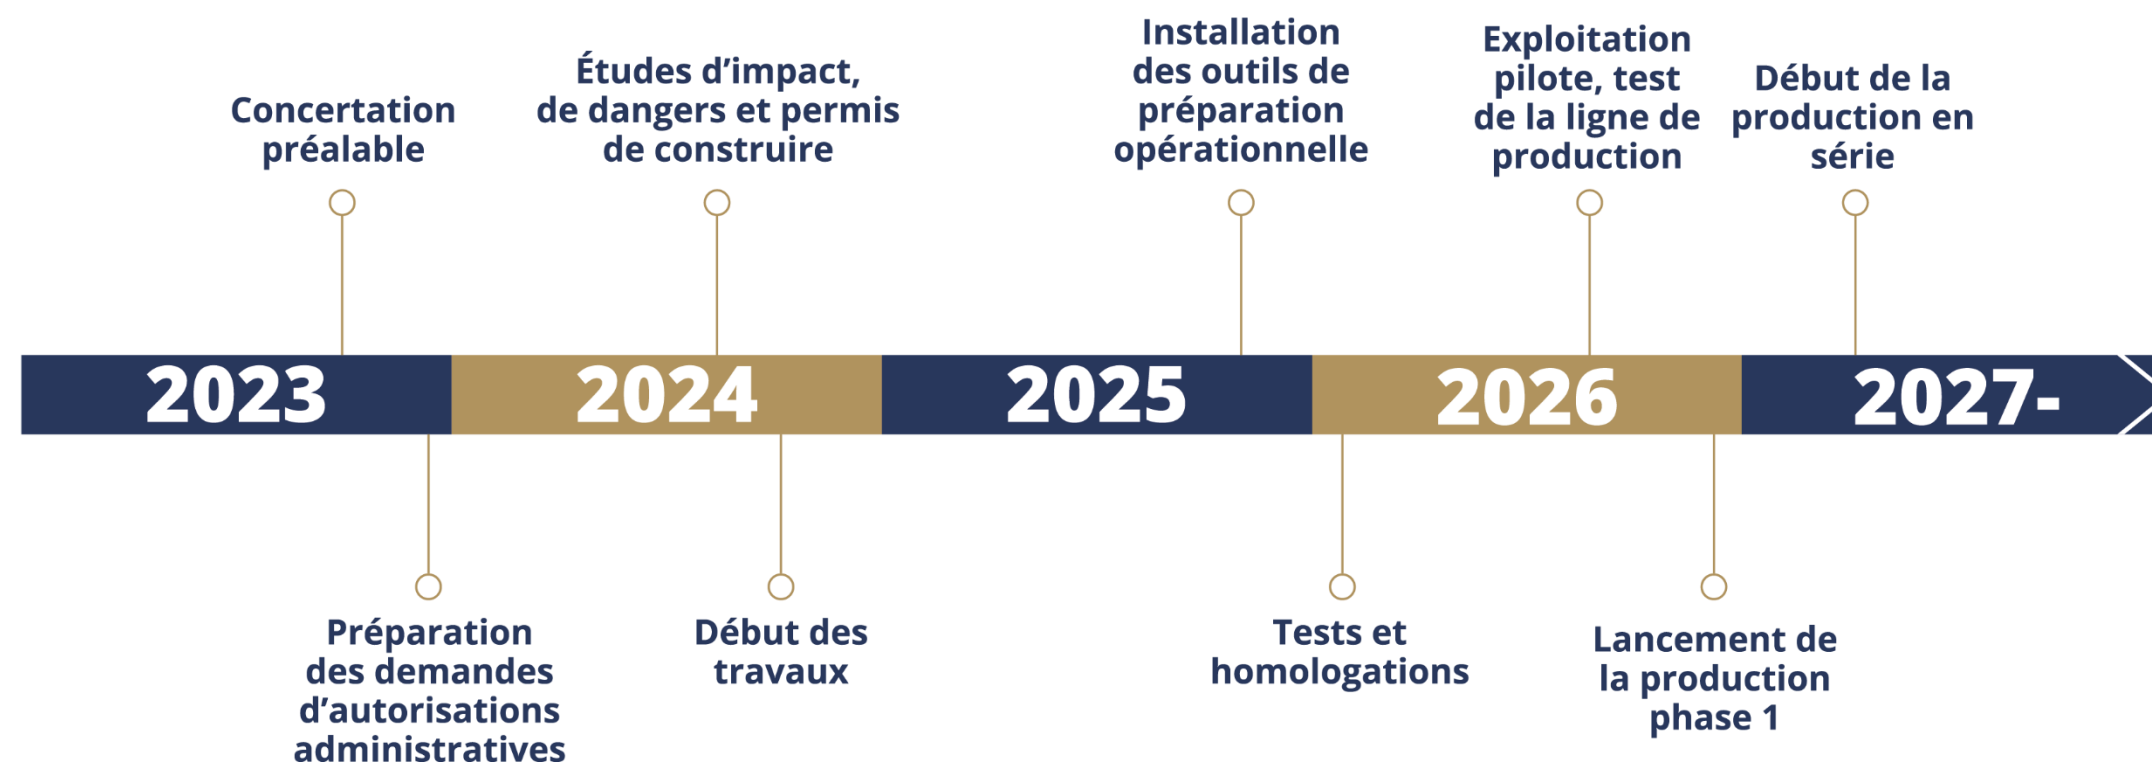 Concertation
préalable
Études d’impact,
de dangers et permis
de construire
Installation
des outils de
préparation
opérationnelle
Exploitation
pilote, test
de la ligne de
production
Début de la
production en
série
2023
2024
2025
2026
2027-
Préparation
des demandes
d’autorisations
administratives
Début des
travaux
Tests et
homologations
Lancement de
la production
phase 1